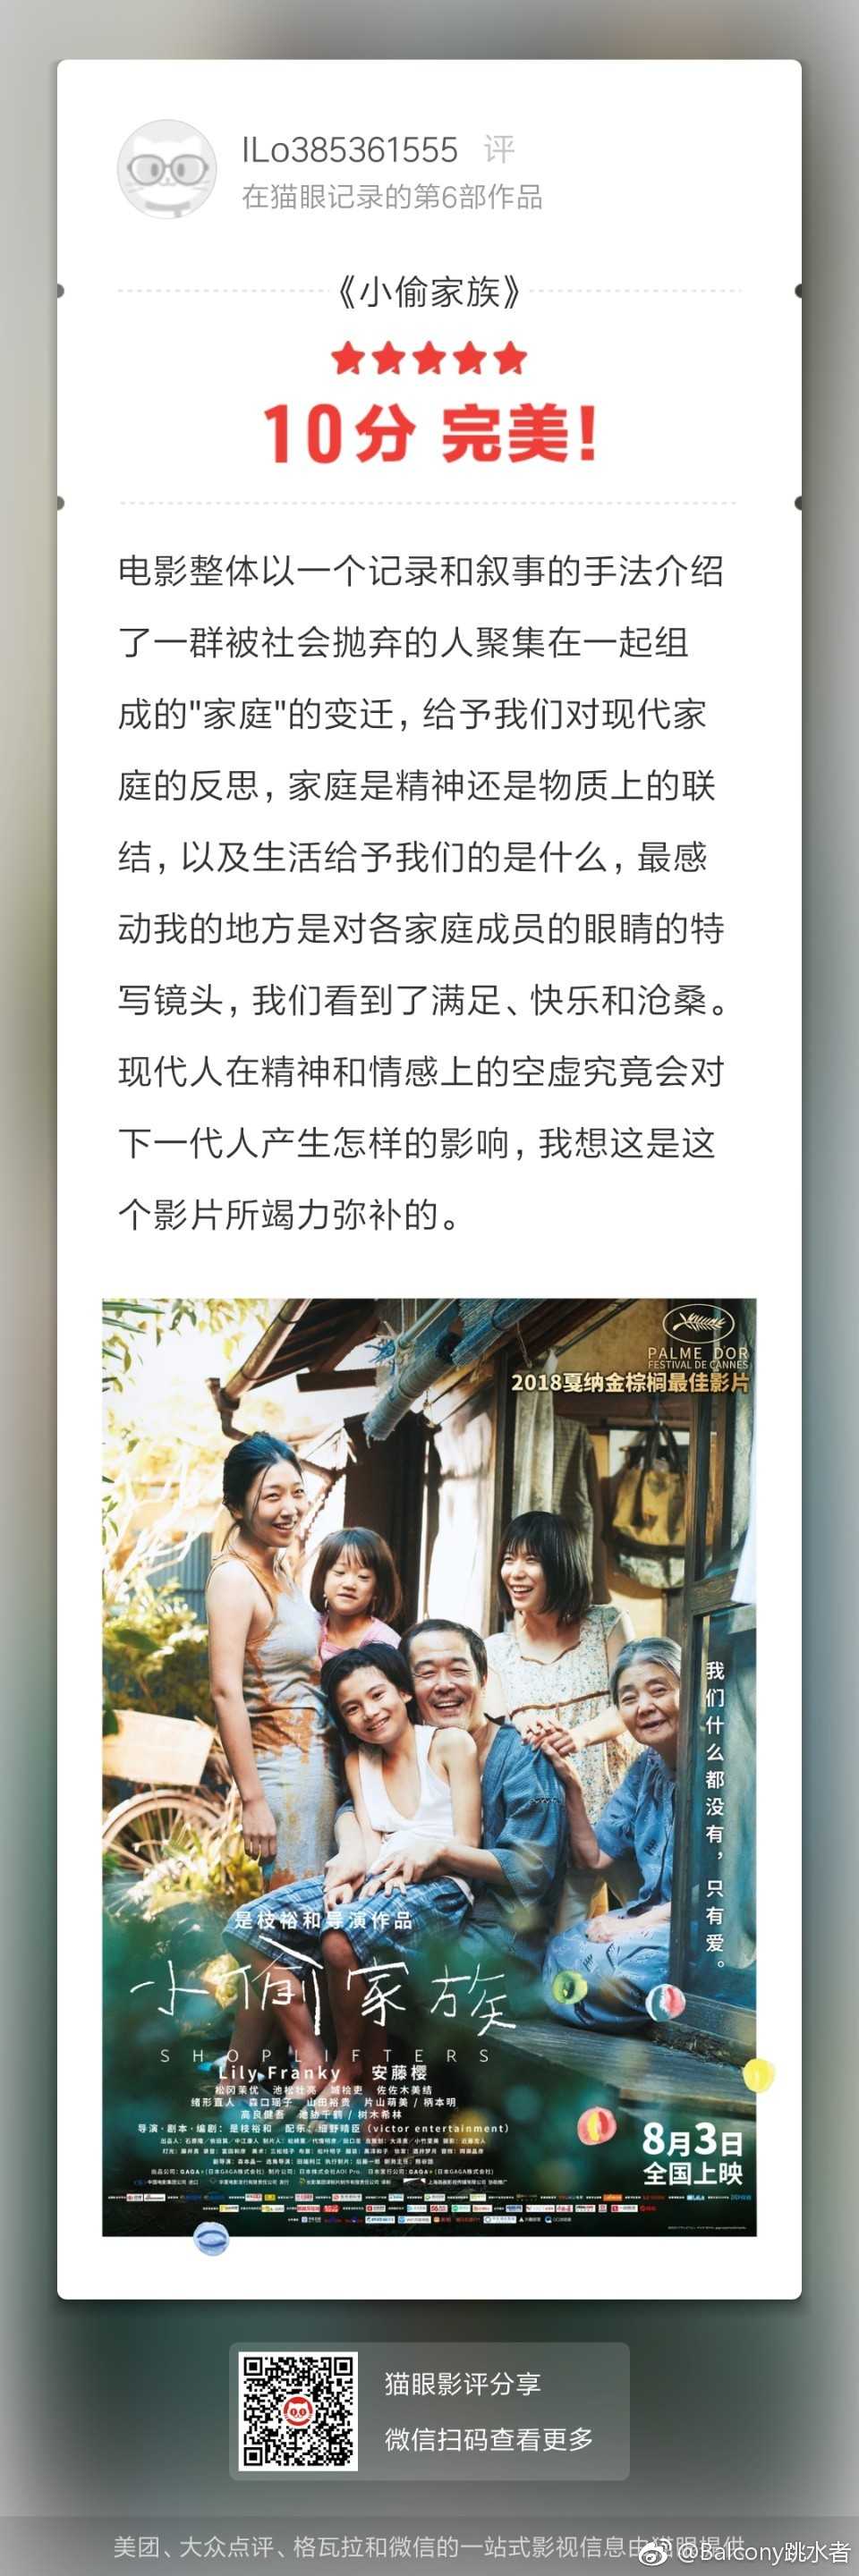 ILo385361555 评
在猫眼记录的第6部作品
《小偷家族》
10分 完美!
电影整体以一个记录和叙事的手法介绍
了一群被社会抛弃的人聚集在一起组
成的"家庭"的变迁,给予我们对现代家
庭的反思,家庭是精神还是物质上的联
结,以及生活给予我们的是什么,最感
动我的地方是对各家庭成员的眼睛的特
写镜头,我们看到了满足、快乐和沧桑。
现代人在精神和情感上的空虚究竟会对
下一代人产生怎样的影响,我想这是这
个影片所竭力弥补的。
PALME D'OR
FESTIVAL DE CANNES
2018戛纳金棕榈最佳影片
我们什么都没有,只有爱。
是枝裕和导演作品
小偷家族
SHOPLIFTERS
Lily Franky 安藤樱
松冈茉优 池松壮亮 城桧吏 佐佐木美结
绪形直人 森口瑶子 山田裕贵 片山萌美 / 柄本明
高良健吾 池胁千鹤 / 树木希林
导演·剧本·编剧:是枝裕和 配乐:细野晴臣 (victor entertainment)
8月3日
全国上映
猫眼影评分享
微信扫码查看更多
美团、大众点评、格瓦拉和微信的一站式影视信息由猫眼提供
@Balcony跳水者